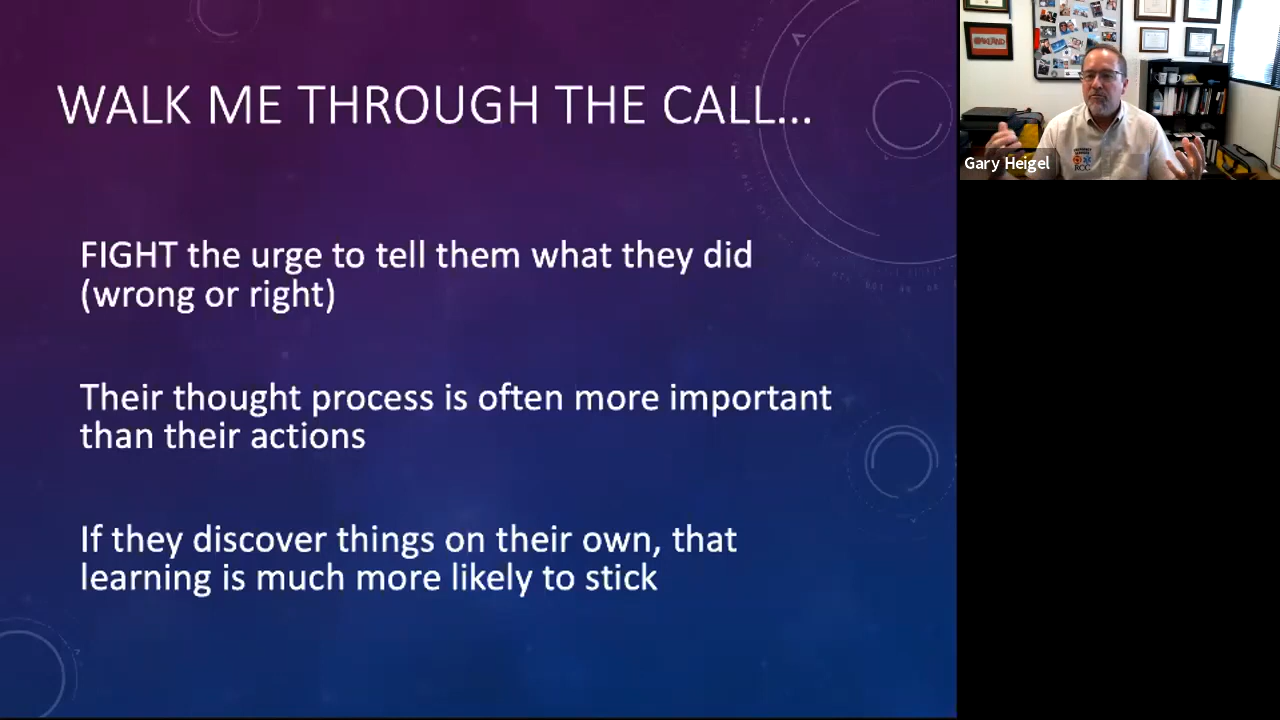 WALK ME THROUGH THE CALL...
FIGHT the urge to tell them what they did
(wrong or right)
Their thought process is often more important
than their actions
If they discover things on their own, that
learning is much more likely to stick
Gary Heigel
RCC